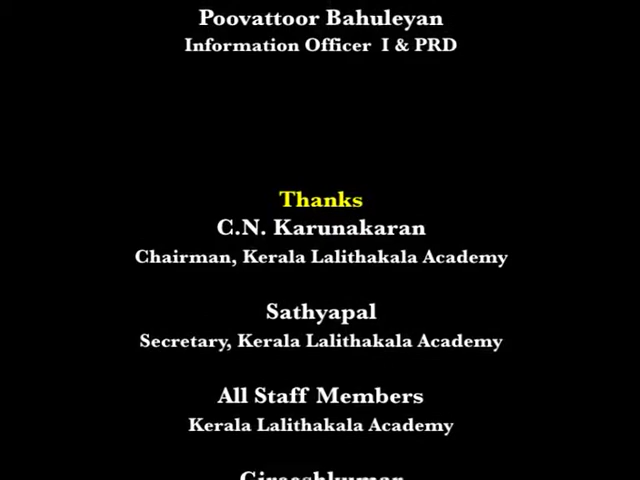 Poovattoor Bahuleyan
Information Officer I & PRD
Thanks
C.N. Karunakaran
Chairman, Kerala Lalithakala Academy
Sathyapal
Secretary, Kerala Lalithakala Academy
All Staff Members
Kerala Lalithakala Academy
Gireeshkumar